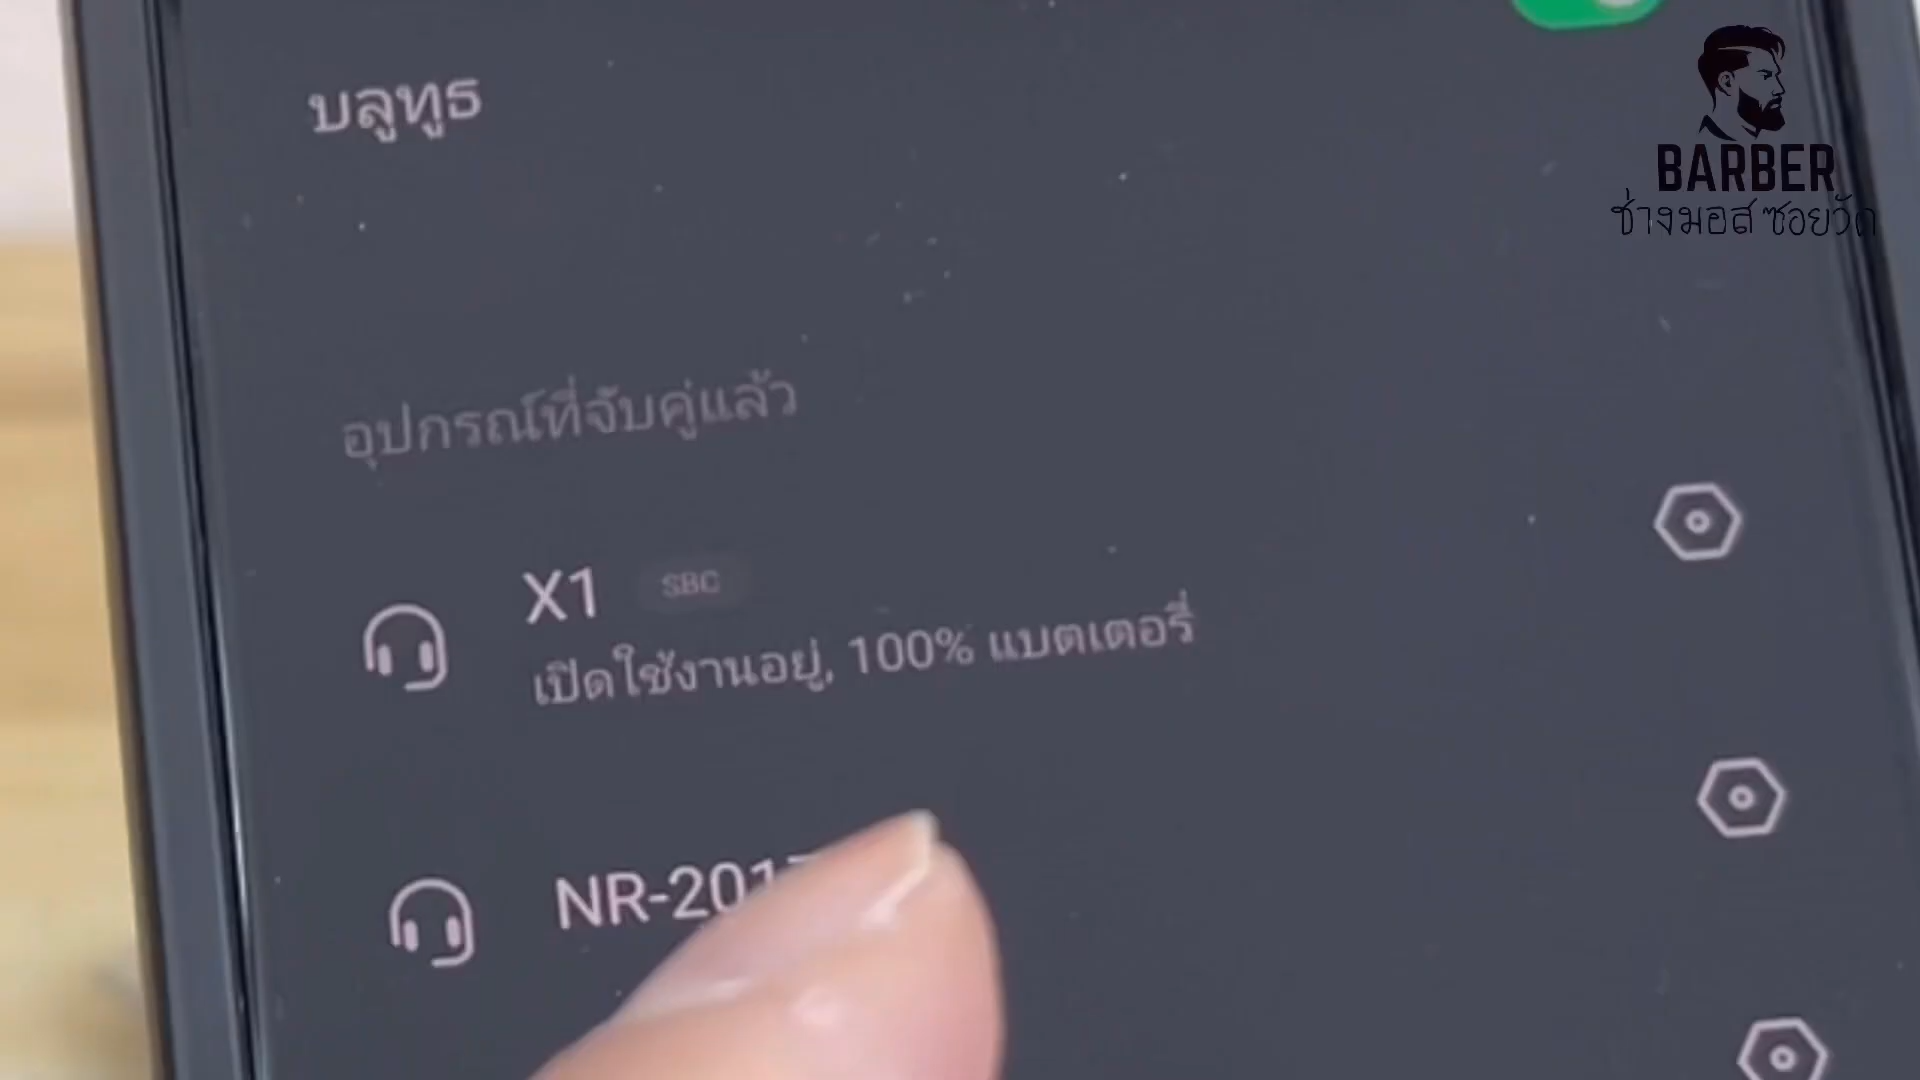 บลูทูธ
BARBER
ช่างมอส ซอยวัด
อุปกรณ์ที่จับคู่แล้ว
X1 SBC
เปิดใช้งานอยู่, 100% แบตเตอรี่